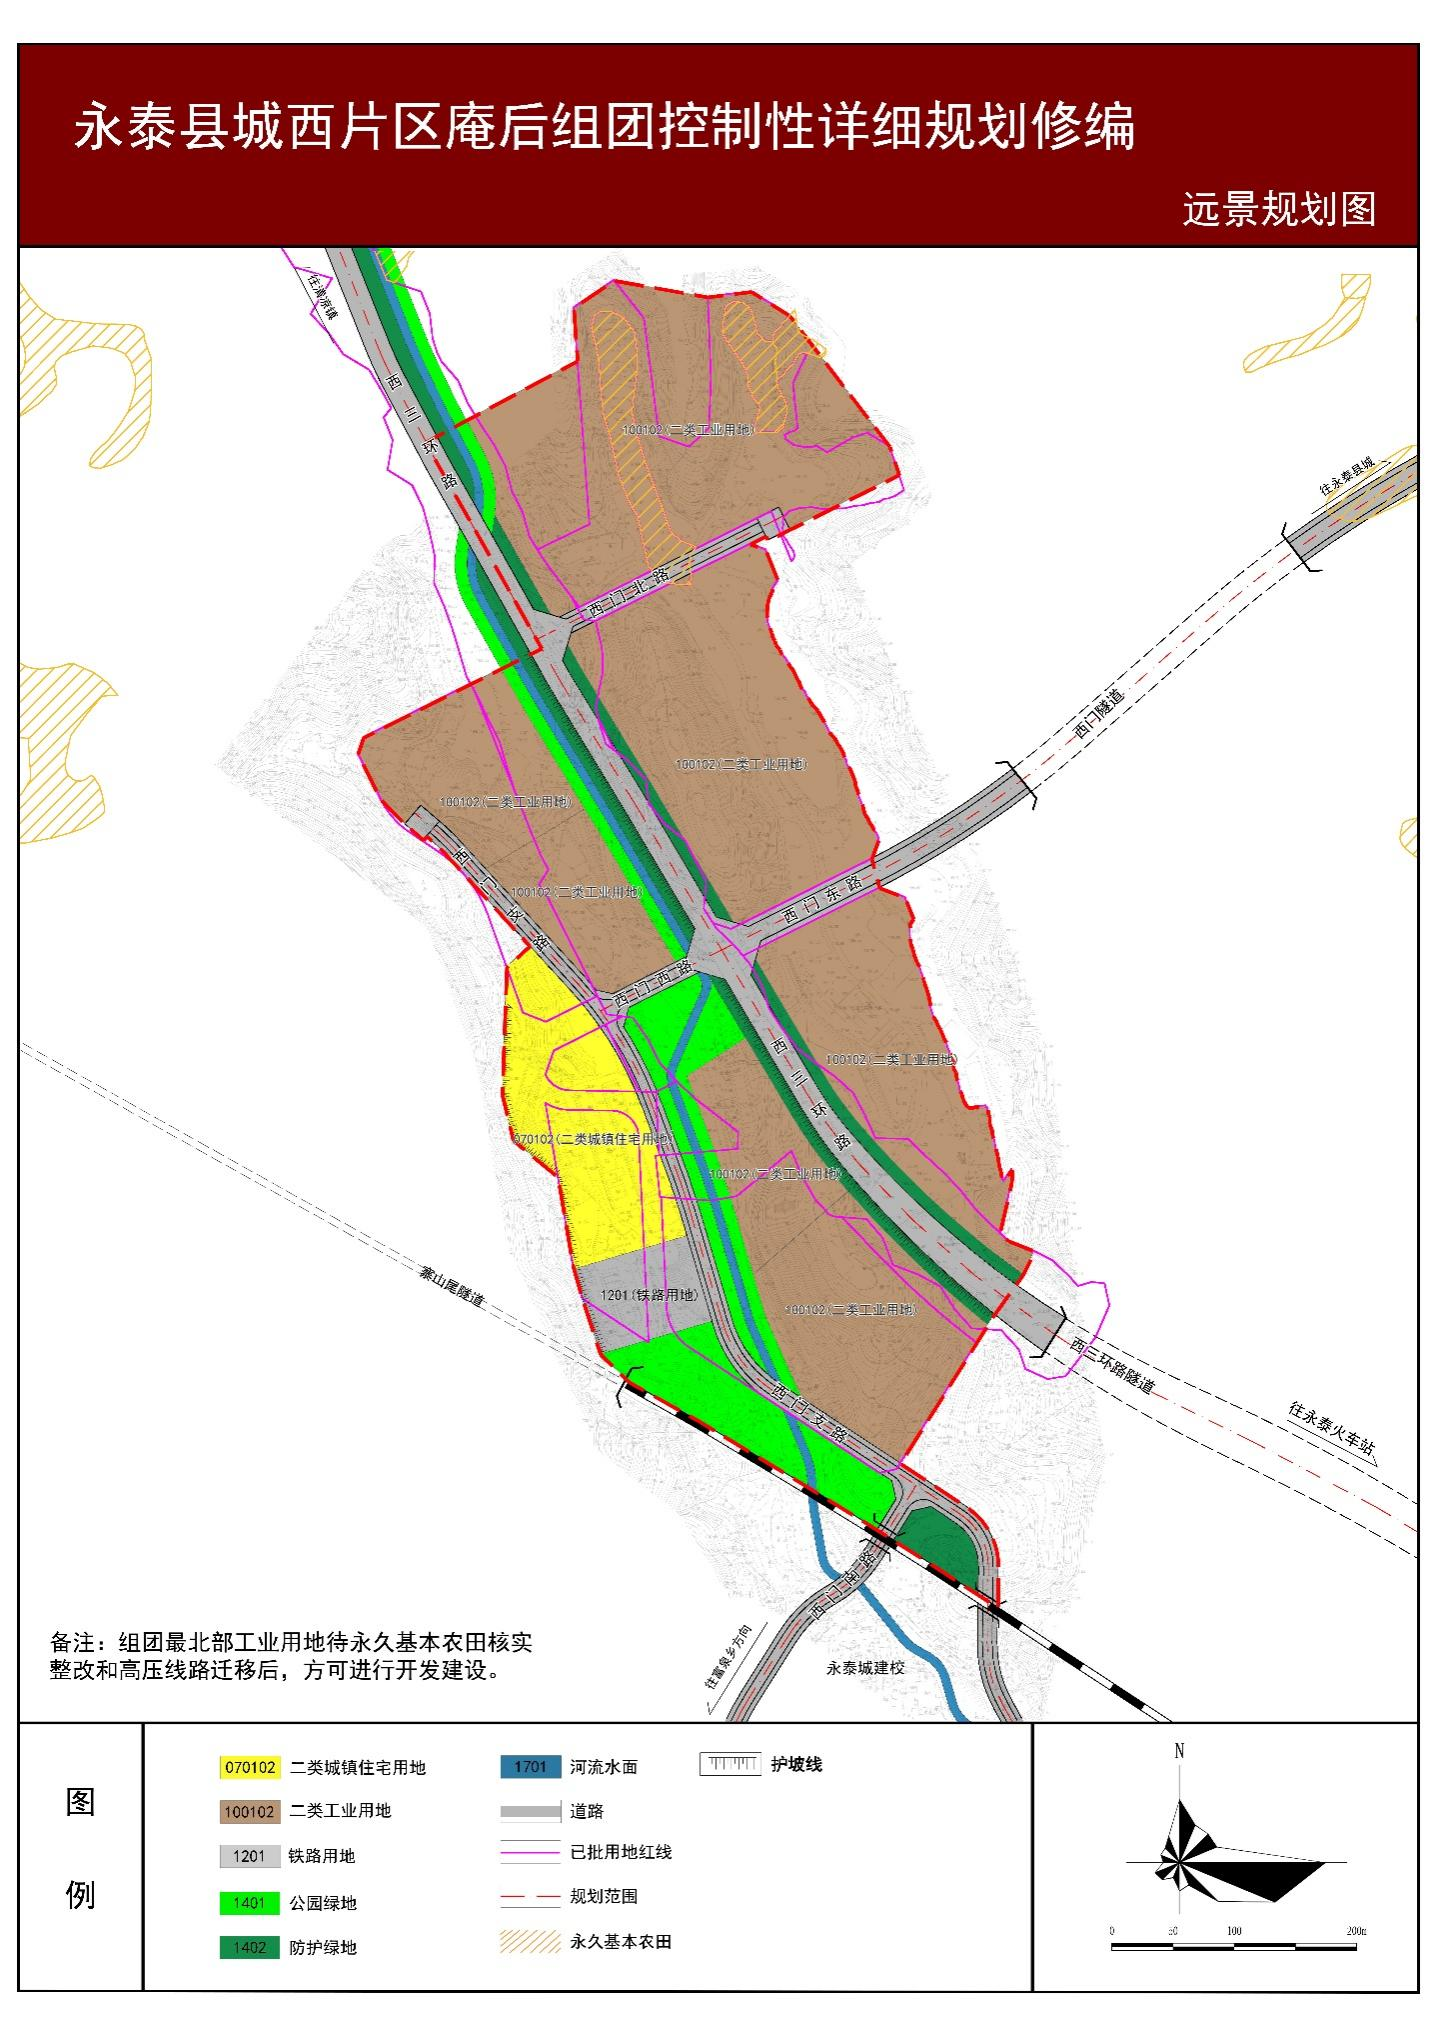 永泰县城西片区庵后组团控制性详细规划修编
远景规划图
往清凉镇
西三环路
100102(二类工业用地)
往永泰县城
西门北路
西门隧道
100102(二类工业用地)
100102(二类工业用地)
西门支路
100102(二类工业用地)
西门东路
西门西路
西三环路
100102(二类工业用地)
070102(二类城镇住宅用地)
100102(二类工业用地)
寨山尾隧道
1201(铁路用地)
100102(二类工业用地)
西三环路隧道
西门支路
往永泰火车站
西门南路
往富泉乡方向
永泰城建校
备注：组团最北部工业用地待永久基本农田核实
整改和高压线路迁移后，方可进行开发建设。
图例
070102 二类城镇住宅用地
100102 二类工业用地
1201 铁路用地
1401 公园绿地
1402 防护绿地
1701 河流水面
道路
已批用地红线
规划范围
永久基本农田
护坡线
N
0 50 100 200m